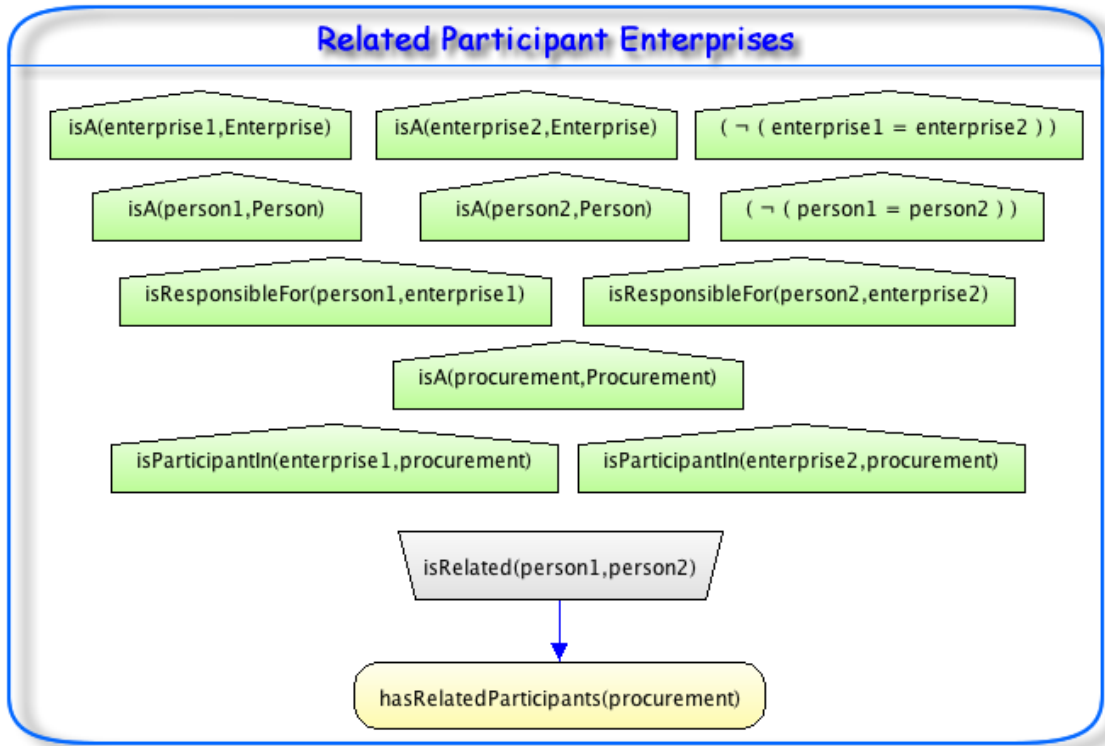 Related Participant Enterprises
isA(enterprise1,Enterprise)
isA(enterprise2,Enterprise)
( ¬ ( enterprise1 = enterprise2 ) )
isA(person1,Person)
isA(person2,Person)
( ¬ ( person1 = person2 ) )
isResponsibleFor(person1,enterprise1)
isResponsibleFor(person2,enterprise2)
isA(procurement,Procurement)
isParticipantIn(enterprise1,procurement)
isParticipantIn(enterprise2,procurement)
isRelated(person1,person2)
hasRelatedParticipants(procurement)